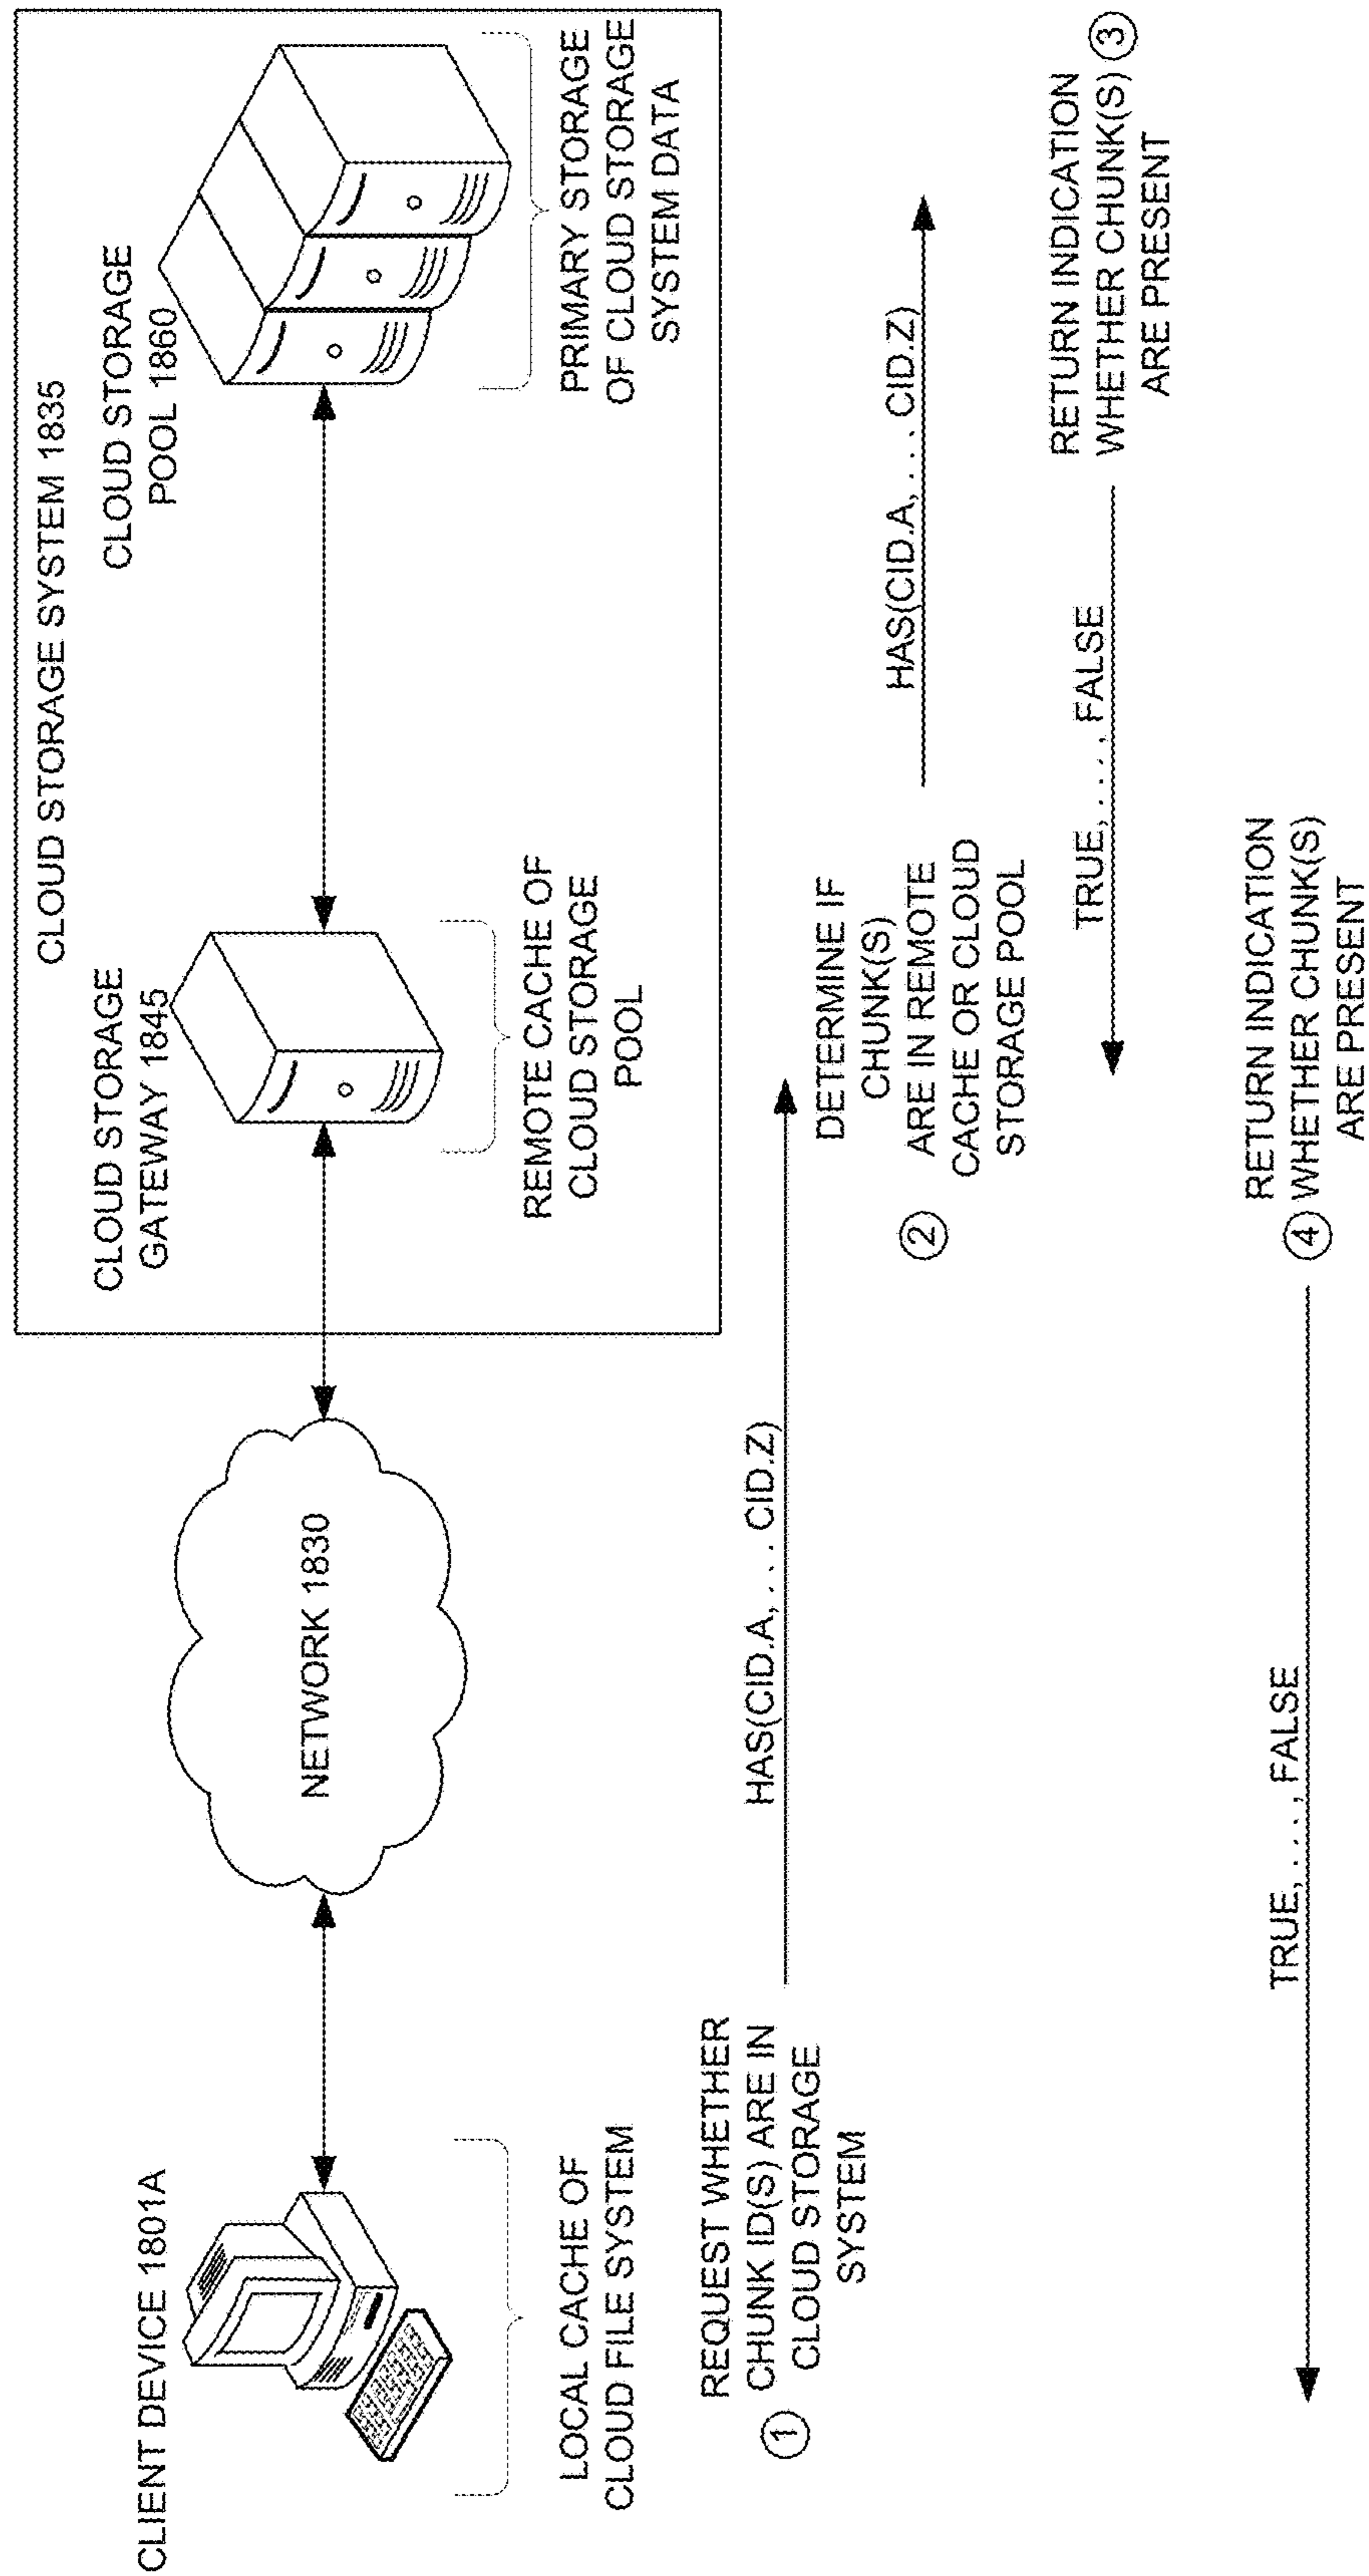 CLOUD STORAGE SYSTEM 1835
CLIENT DEVICE 1801A
CLOUD STORAGE
GATEWAY 1845
CLOUD STORAGE
POOL 1860
NETWORK 1830
LOCAL CACHE OF
CLOUD FILE SYSTEM
REMOTE CACHE OF
CLOUD STORAGE
POOL
PRIMARY STORAGE
OF CLOUD STORAGE
SYSTEM DATA
1
REQUEST WHETHER
CHUNK ID(S) ARE IN
CLOUD STORAGE
SYSTEM
HAS(CID.A, . . . CID.Z)
2
DETERMINE IF
CHUNK(S)
ARE IN REMOTE
CACHE OR CLOUD
STORAGE POOL
HAS(CID.A, . . . CID.Z)
RETURN INDICATION
WHETHER CHUNK(S) 3
ARE PRESENT
TRUE, . . . , FALSE
RETURN INDICATION
4 WHETHER CHUNK(S)
ARE PRESENT
TRUE, . . . , FALSE